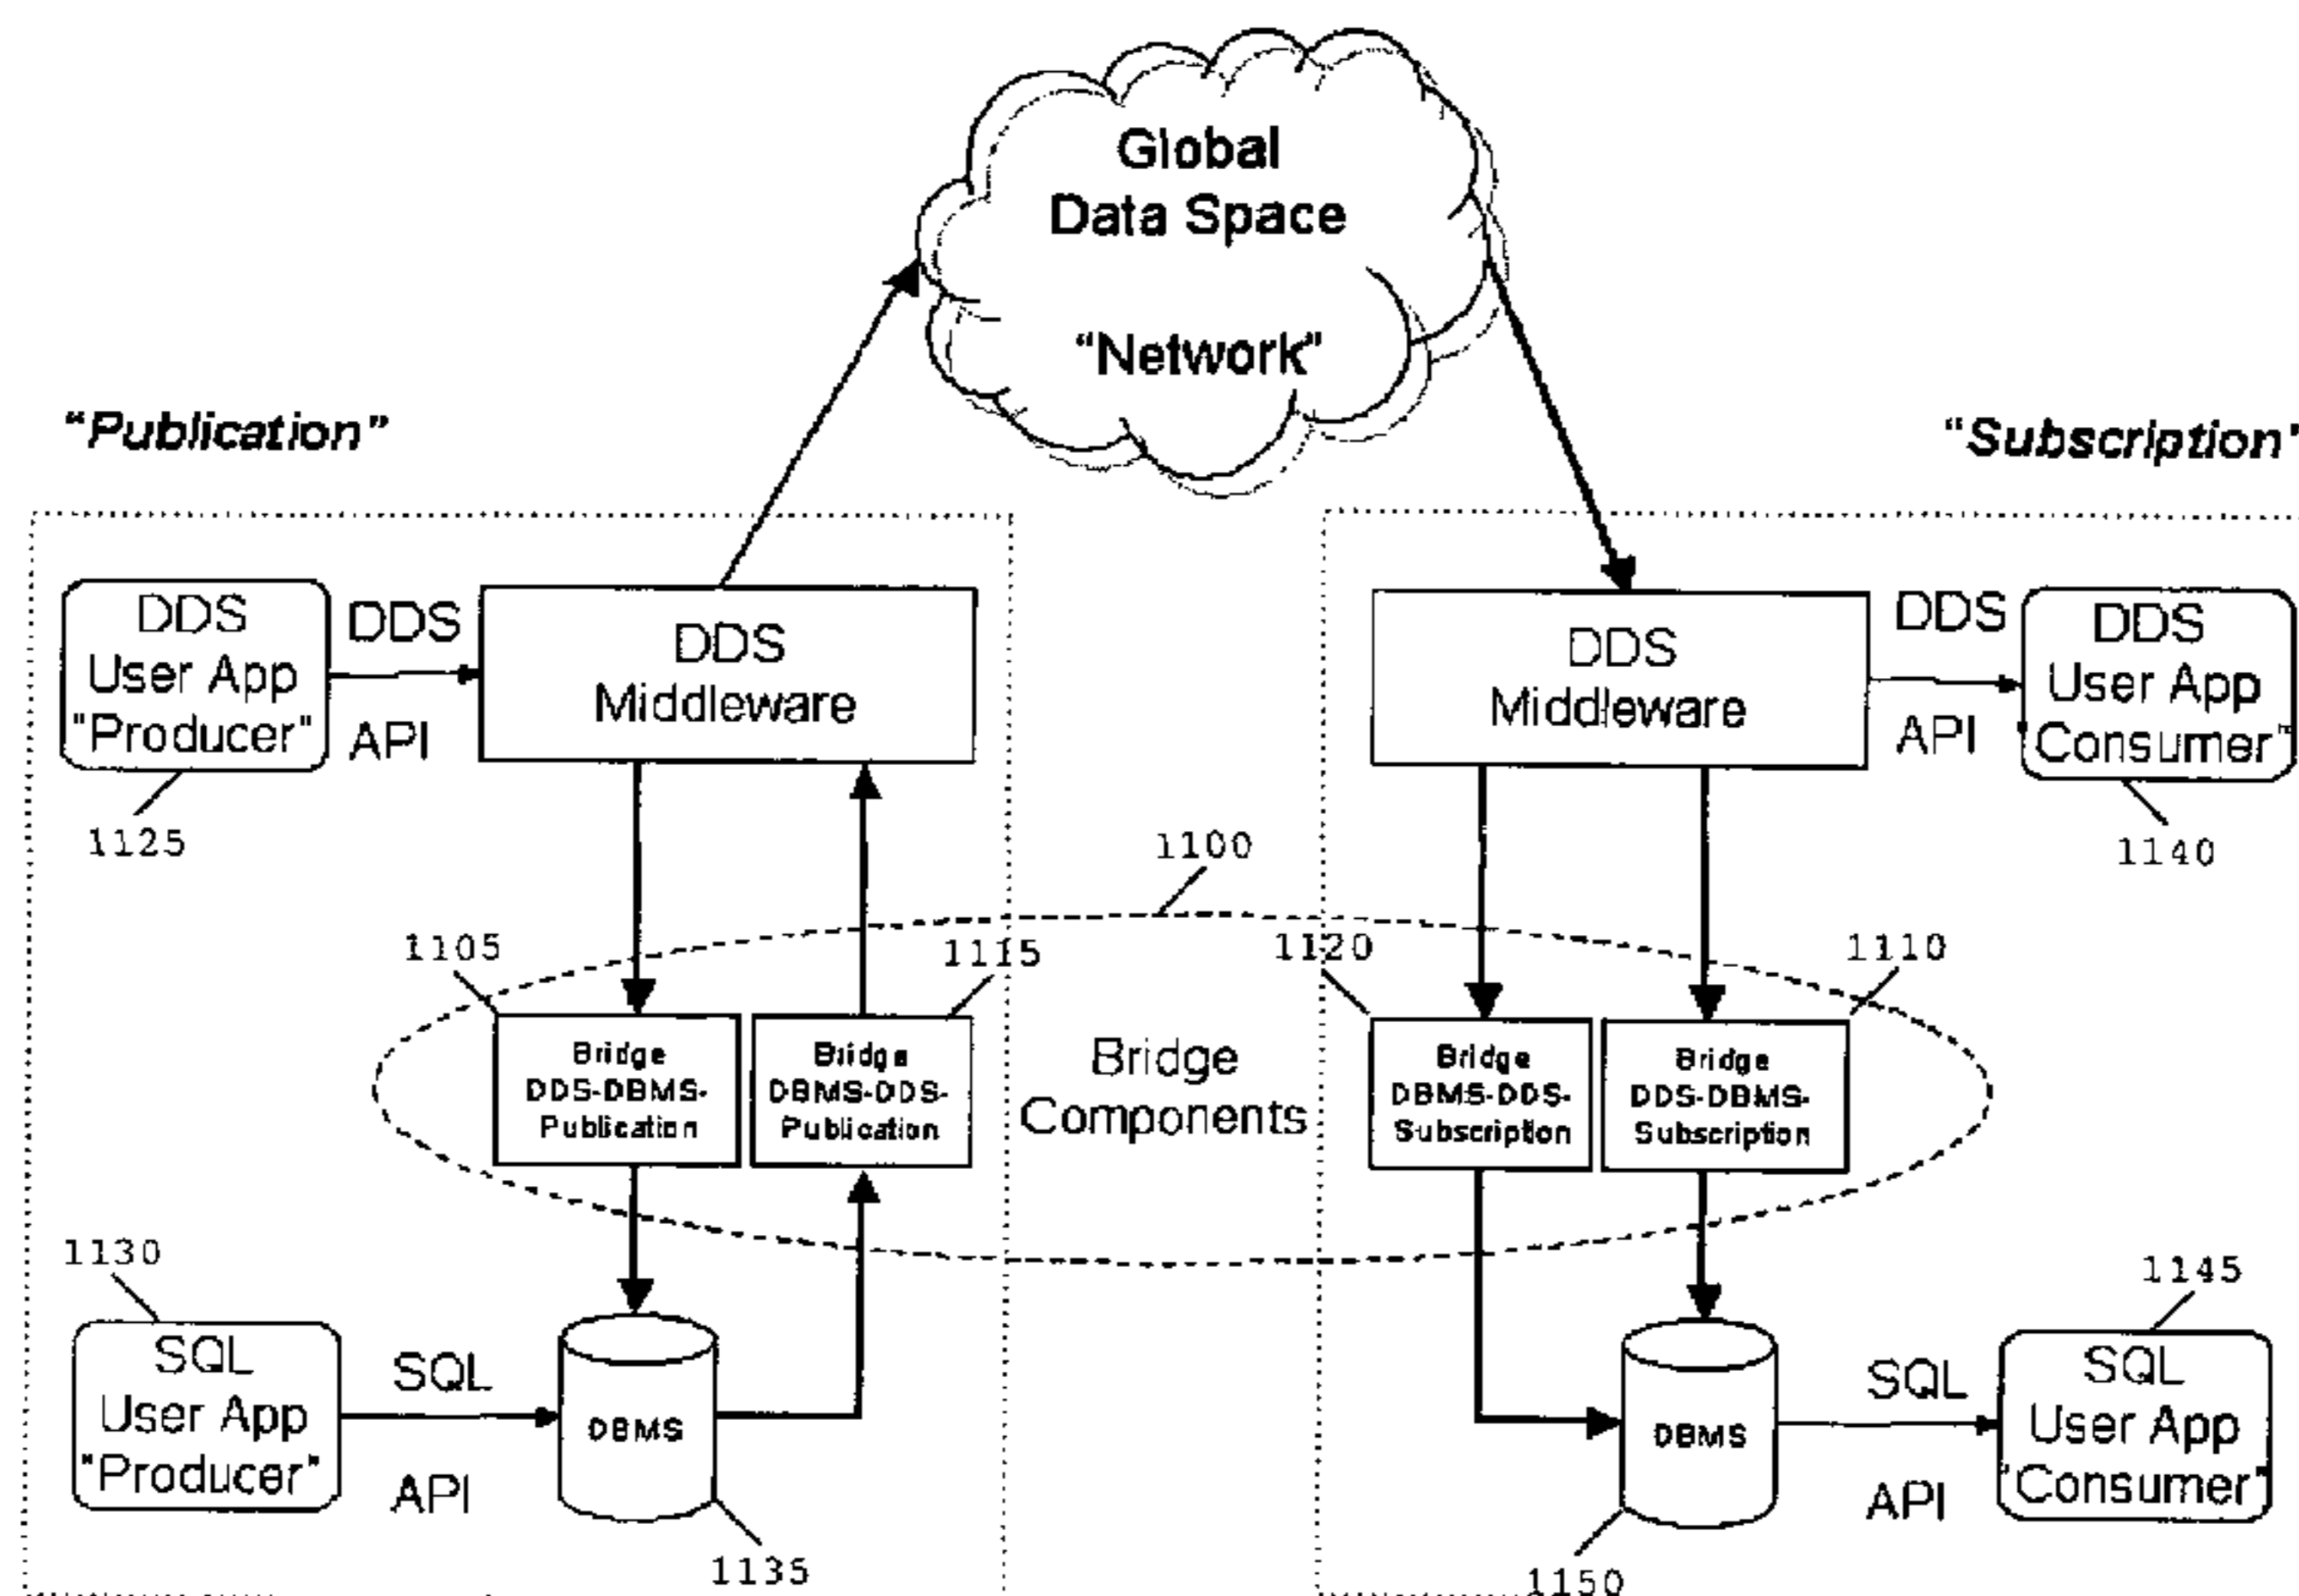 Global
Data Space
“Network”
“Publication”
“Subscription”
DDS
User App
"Producer"
DDS
API
DDS
Middleware
1125
DDS
Middleware
DDS
API
DDS
User App
Consumer"
1140
1100
1105
1115
1120
1110
Bridge
DDS-DBMS-
Publication
Bridge
DBMS-DDS-
Publication
Bridge
Components
Bridge
DBMS-DDS-
Subscription
Bridge
DDS-DBMS-
Subscription
1130
SQL
User App
"Producer"
SQL
API
DBMS
1135
DBMS
1150
SQL
API
1145
SQL
User App
"Consumer"